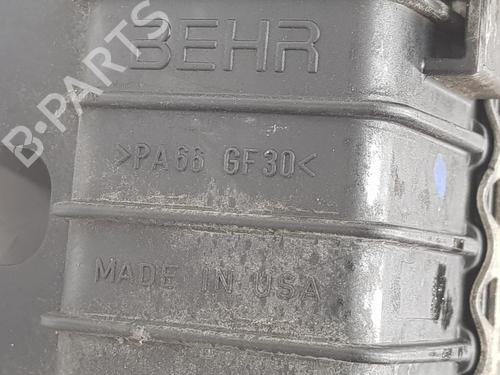 BEHR
>PA66 GF30<
MADE IN USA
B-PARTS